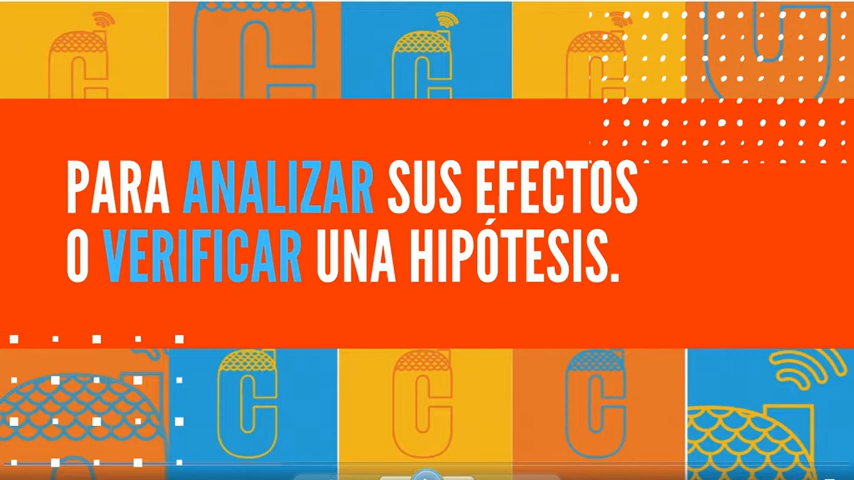 PARA ANALIZAR SUS EFECTOS
O VERIFICAR UNA HIPÓTESIS.